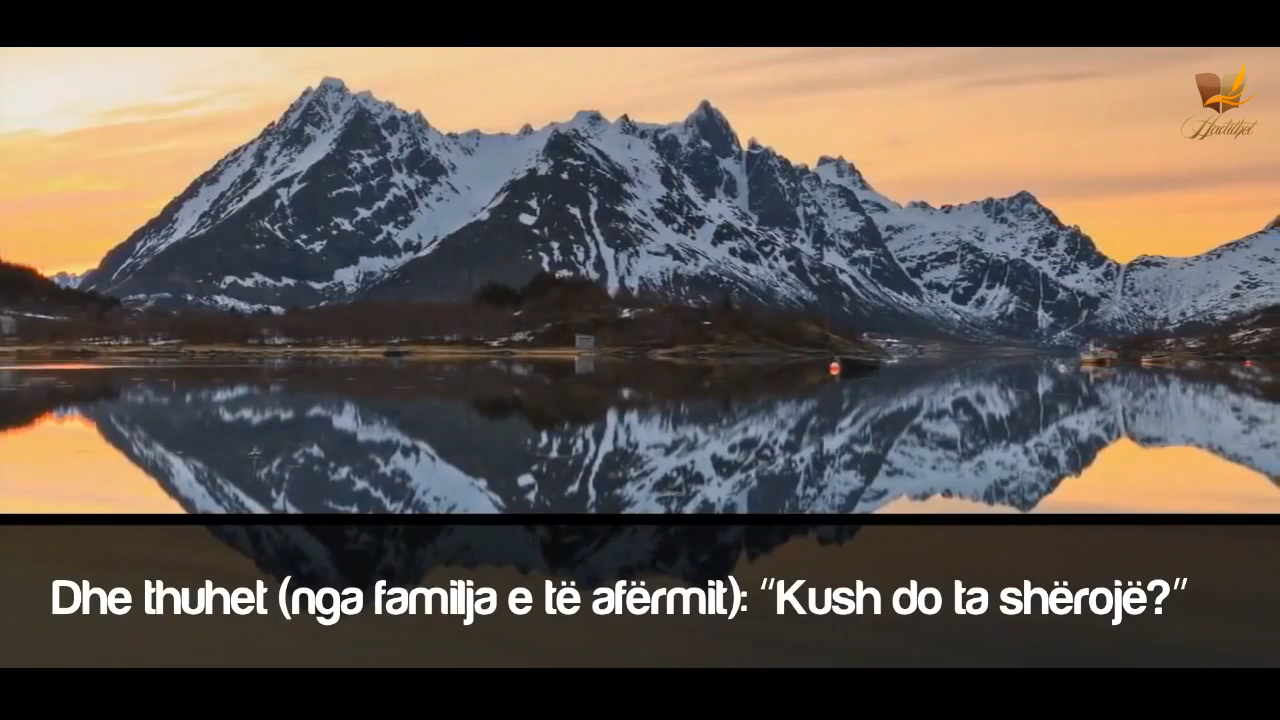 Hadithet
Dhe thuhet (nga familja e të afërmit): “Kush do ta shërojë?”